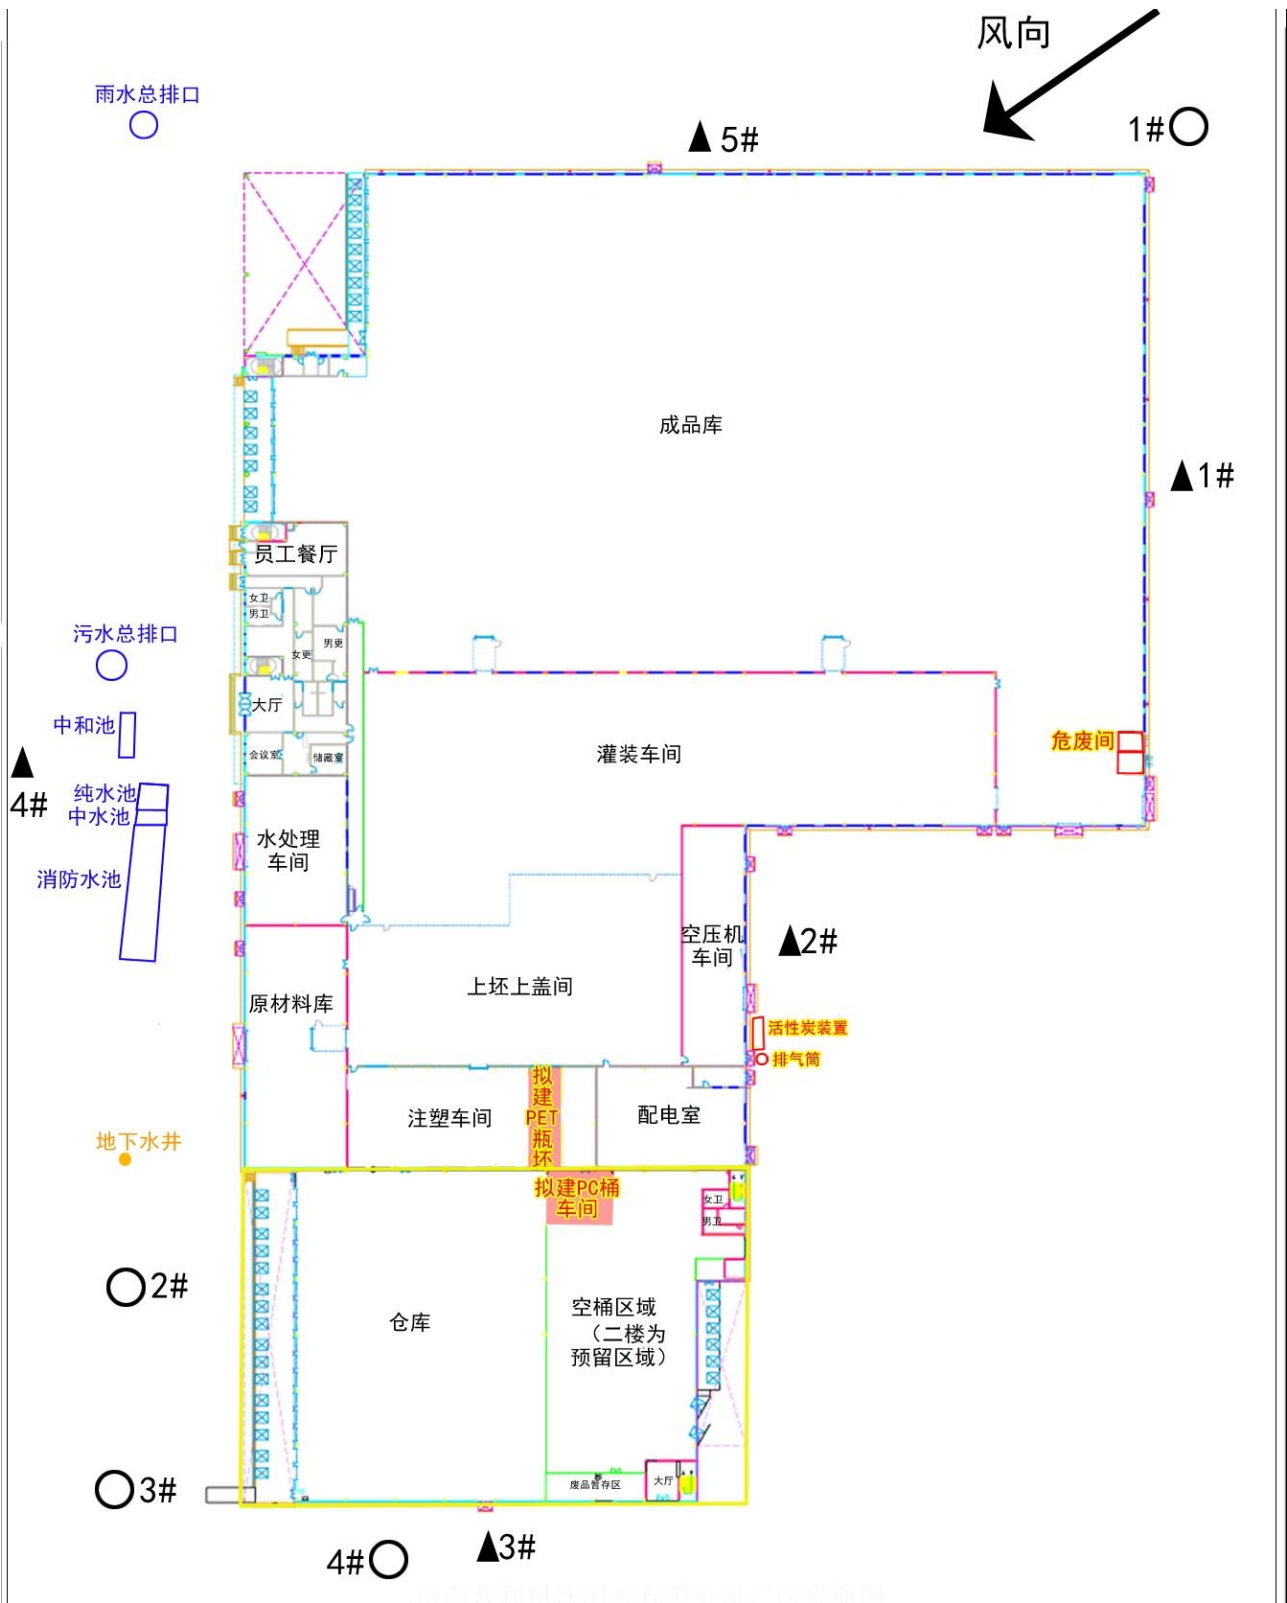 风向
雨水总排口
1#
5#
成品库
1#
员工餐厅
女卫
男卫
污水总排口
男更
女更
大厅
中和池
危废间
会议室
储藏室
灌装车间
4#
纯水池
中水池
水处理
车间
消防水池
空压机
车间
2#
上坯上盖间
原材料库
活性炭装置
排气筒
拟
建
PET
瓶
坯
注塑车间
配电室
地下水井
拟建PC桶
车间
女卫
男卫
2#
仓库
空桶区域
（二楼为
预留区域）
废品暂存区
大厅
3#
3#
4#